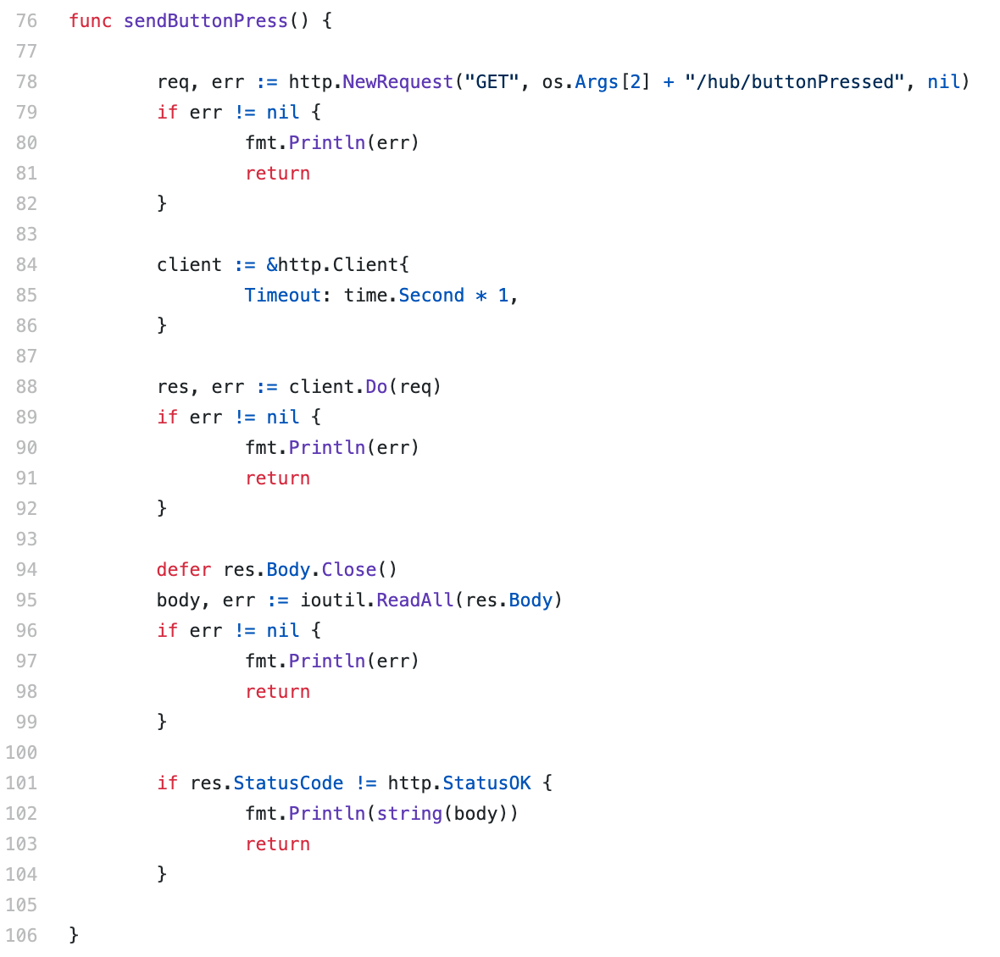 76 func sendButtonPress() {
77
78 req, err := http.NewRequest("GET", os.Args[2] + "/hub/buttonPressed", nil)
79 if err != nil {
80 fmt.Println(err)
81 return
82 }
83
84 client := &http.Client{
85 Timeout: time.Second * 1,
86 }
87
88 res, err := client.Do(req)
89 if err != nil {
90 fmt.Println(err)
91 return
92 }
93
94 defer res.Body.Close()
95 body, err := ioutil.ReadAll(res.Body)
96 if err != nil {
97 fmt.Println(err)
98 return
99 }
100
101 if res.StatusCode != http.StatusOK {
102 fmt.Println(string(body))
103 return
104 }
105
106 }